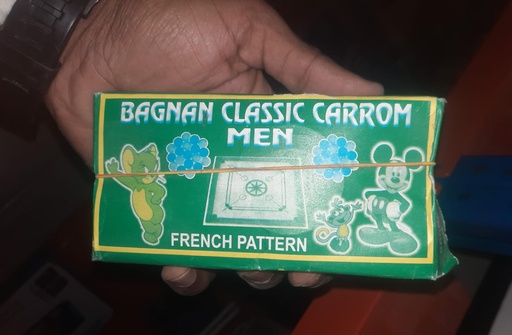 BAGNAN CLASSIC CARROM
MEN
FRENCH PATTERN